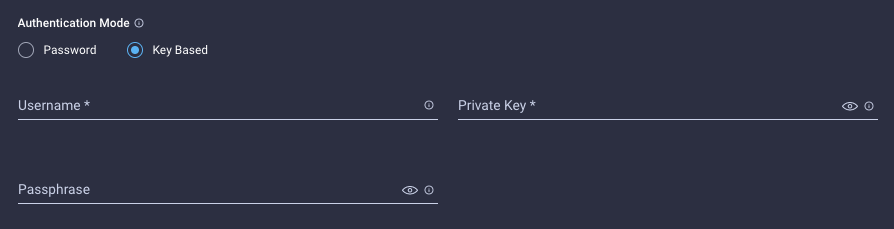 Authentication Mode
Password Key Based
Username * Private Key *
Passphrase